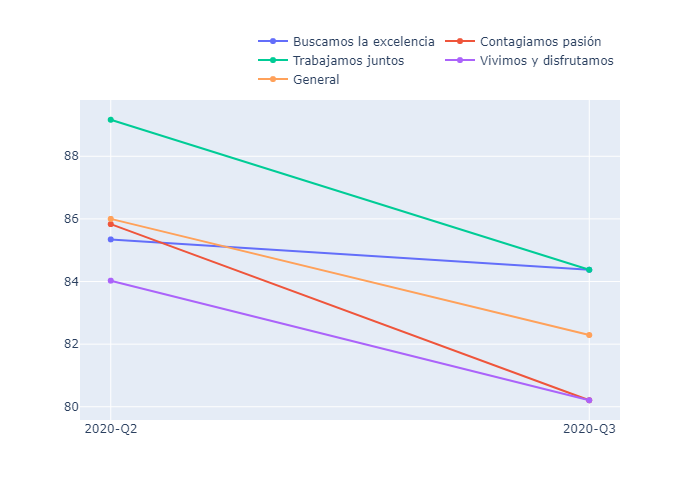 Buscamos la excelencia Contagiamos pasión
Trabajamos juntos Vivimos y disfrutamos
General
88
86
84
82
80
2020-Q2 2020-Q3